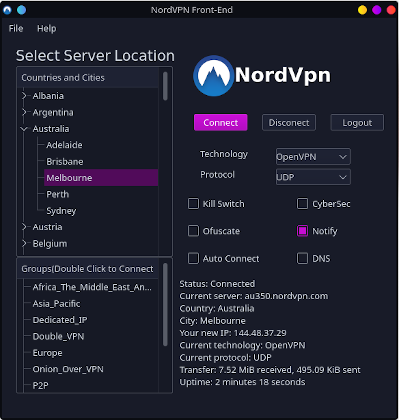 NordVPN Front-End
File Help
Select Server Location
Countries and Cities
Albania
Argentina
Australia
Adelaide
Brisbane
Melbourne
Perth
Sydney
Austria
Belgium
Groups(Double Click to Connect
Africa_The_Middle_East_An...
Asia_Pacific
Dedicated_IP
Double_VPN
Europe
Onion_Over_VPN
P2P
NordVpn
Connect Disconect Logout
Technology OpenVPN
Protocol UDP
Kill Switch CyberSec
Ofuscate Notify
Auto Connect DNS
Status: Connected
Current server: au350.nordvpn.com
Country: Australia
City: Melbourne
Your new IP: 144.48.37.29
Current technology: OpenVPN
Current protocol: UDP
Transfer: 7.52 MiB received, 495.09 KiB sent
Uptime: 2 minutes 18 seconds